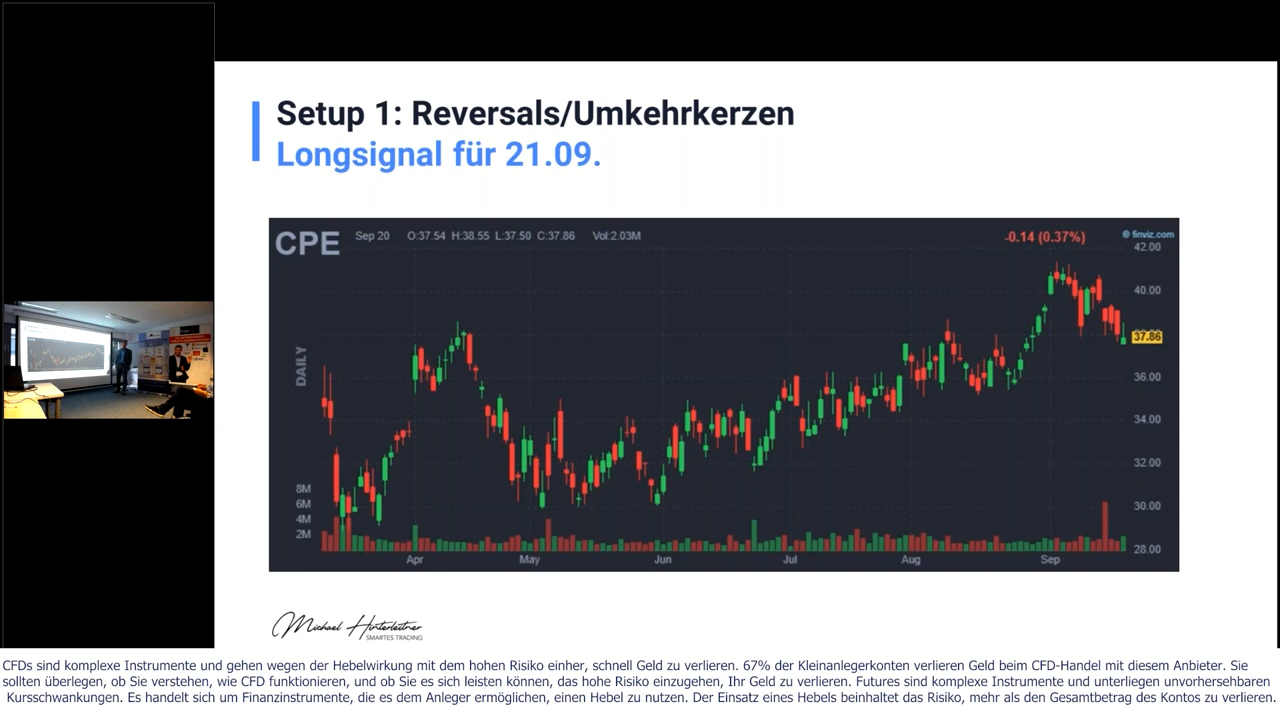 Setup 1: Reversals/Umkehrkerzen
Longsignal für 21.09.
CPE Sep 20 O:37.54 H:38.55 L:37.50 C:37.86 Vol:2.03M -0.14 (0.37%) © finviz.com
42.00
40.00
37.86
36.00
34.00
32.00
30.00
28.00
DAILY
8M
6M
4M
2M
Apr May Jun Jul Aug Sep
Michael Hinterleitner
SMARTES TRADING
CFDs sind komplexe Instrumente und gehen wegen der Hebelwirkung mit dem hohen Risiko einher, schnell Geld zu verlieren. 67% der Kleinanlegerkonten verlieren Geld beim CFD-Handel mit diesem Anbieter. Sie
sollten überlegen, ob Sie verstehen, wie CFD funktionieren, und ob Sie es sich leisten können, das hohe Risiko einzugehen, Ihr Geld zu verlieren. Futures sind komplexe Instrumente und unterliegen unvorhersehbaren
Kursschwankungen. Es handelt sich um Finanzinstrumente, die es dem Anleger ermöglichen, einen Hebel zu nutzen. Der Einsatz eines Hebels beinhaltet das Risiko, mehr als den Gesamtbetrag des Kontos zu verlieren.